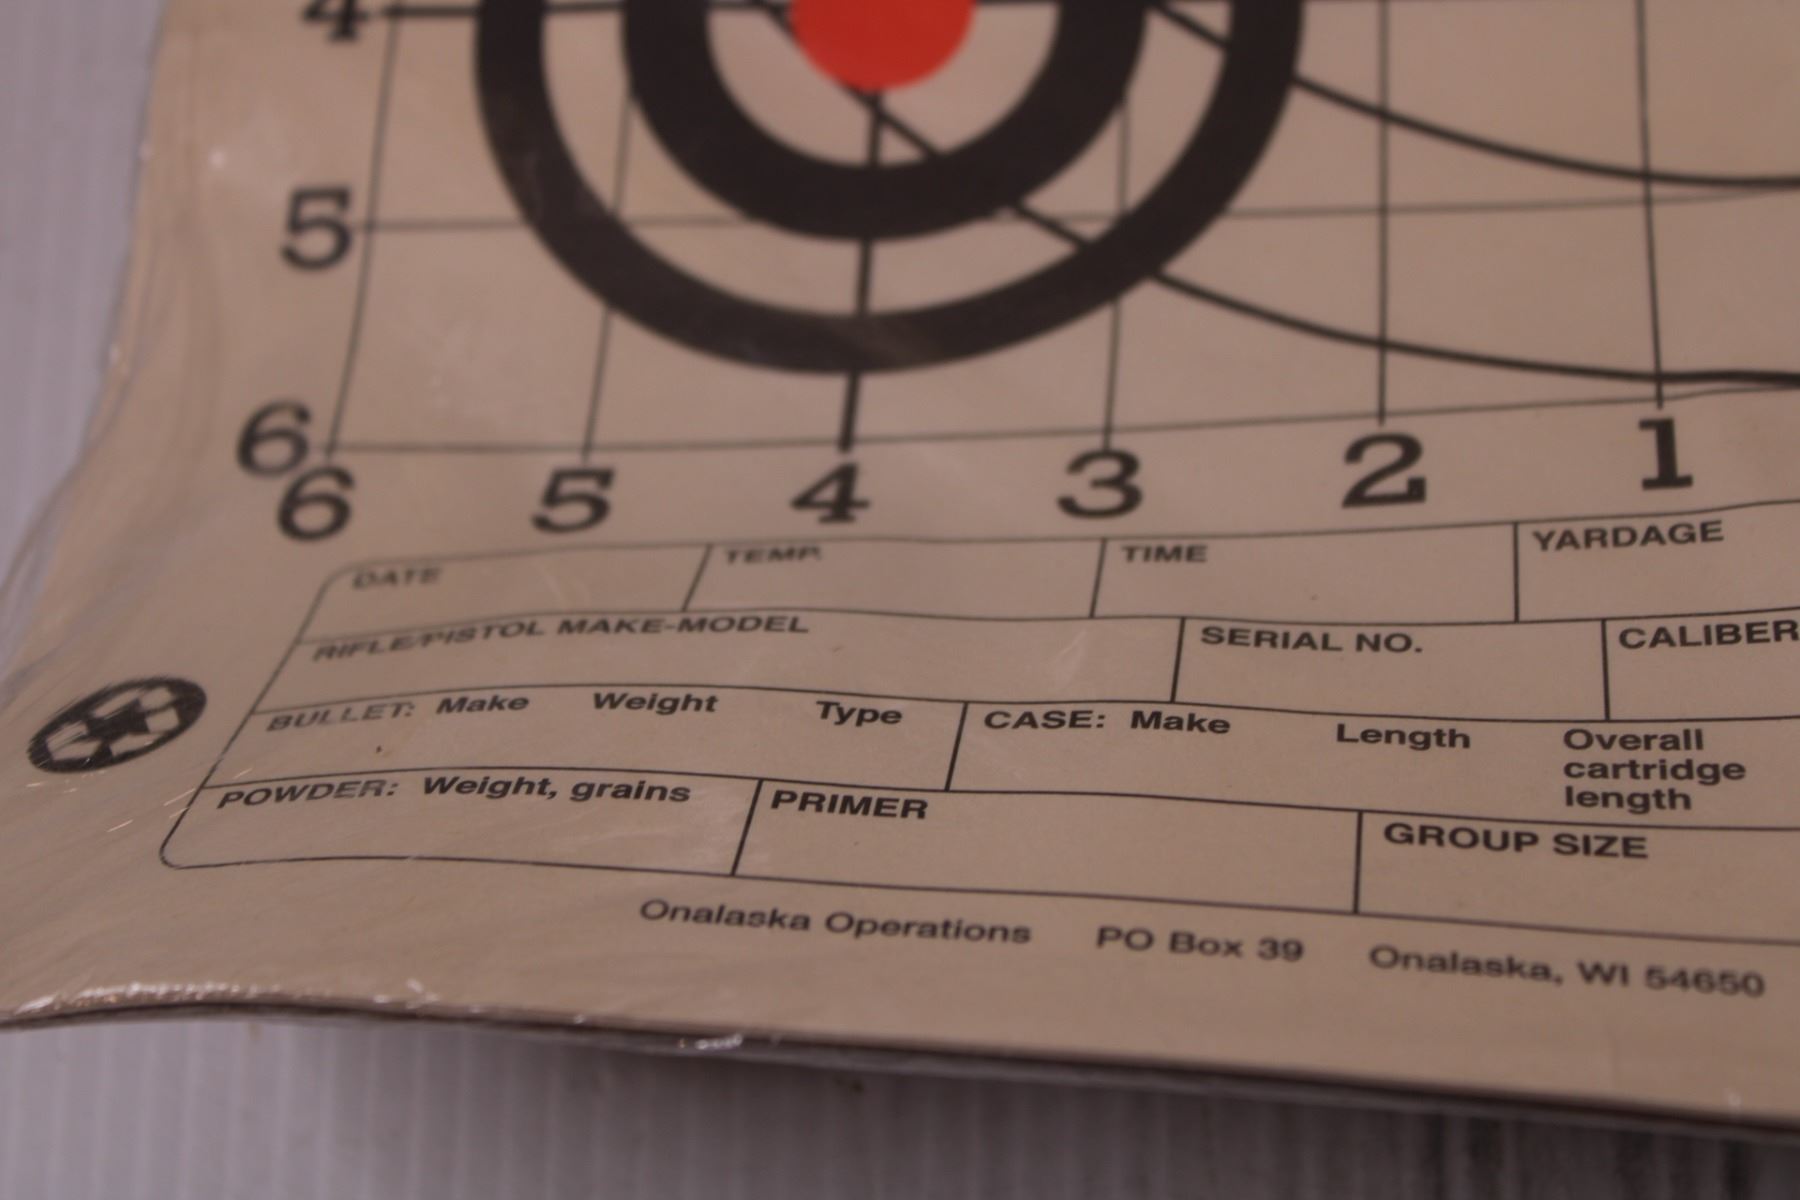 4
5
6
6 5 4 3 2 1
DATE TEMP. TIME YARDAGE
RIFLE/PISTOL MAKE-MODEL SERIAL NO. CALIBER
BULLET: Make Weight Type CASE: Make Length Overall
cartridge
length
POWDER: Weight, grains PRIMER GROUP SIZE
Onalaska Operations PO Box 39 Onalaska, WI 54650